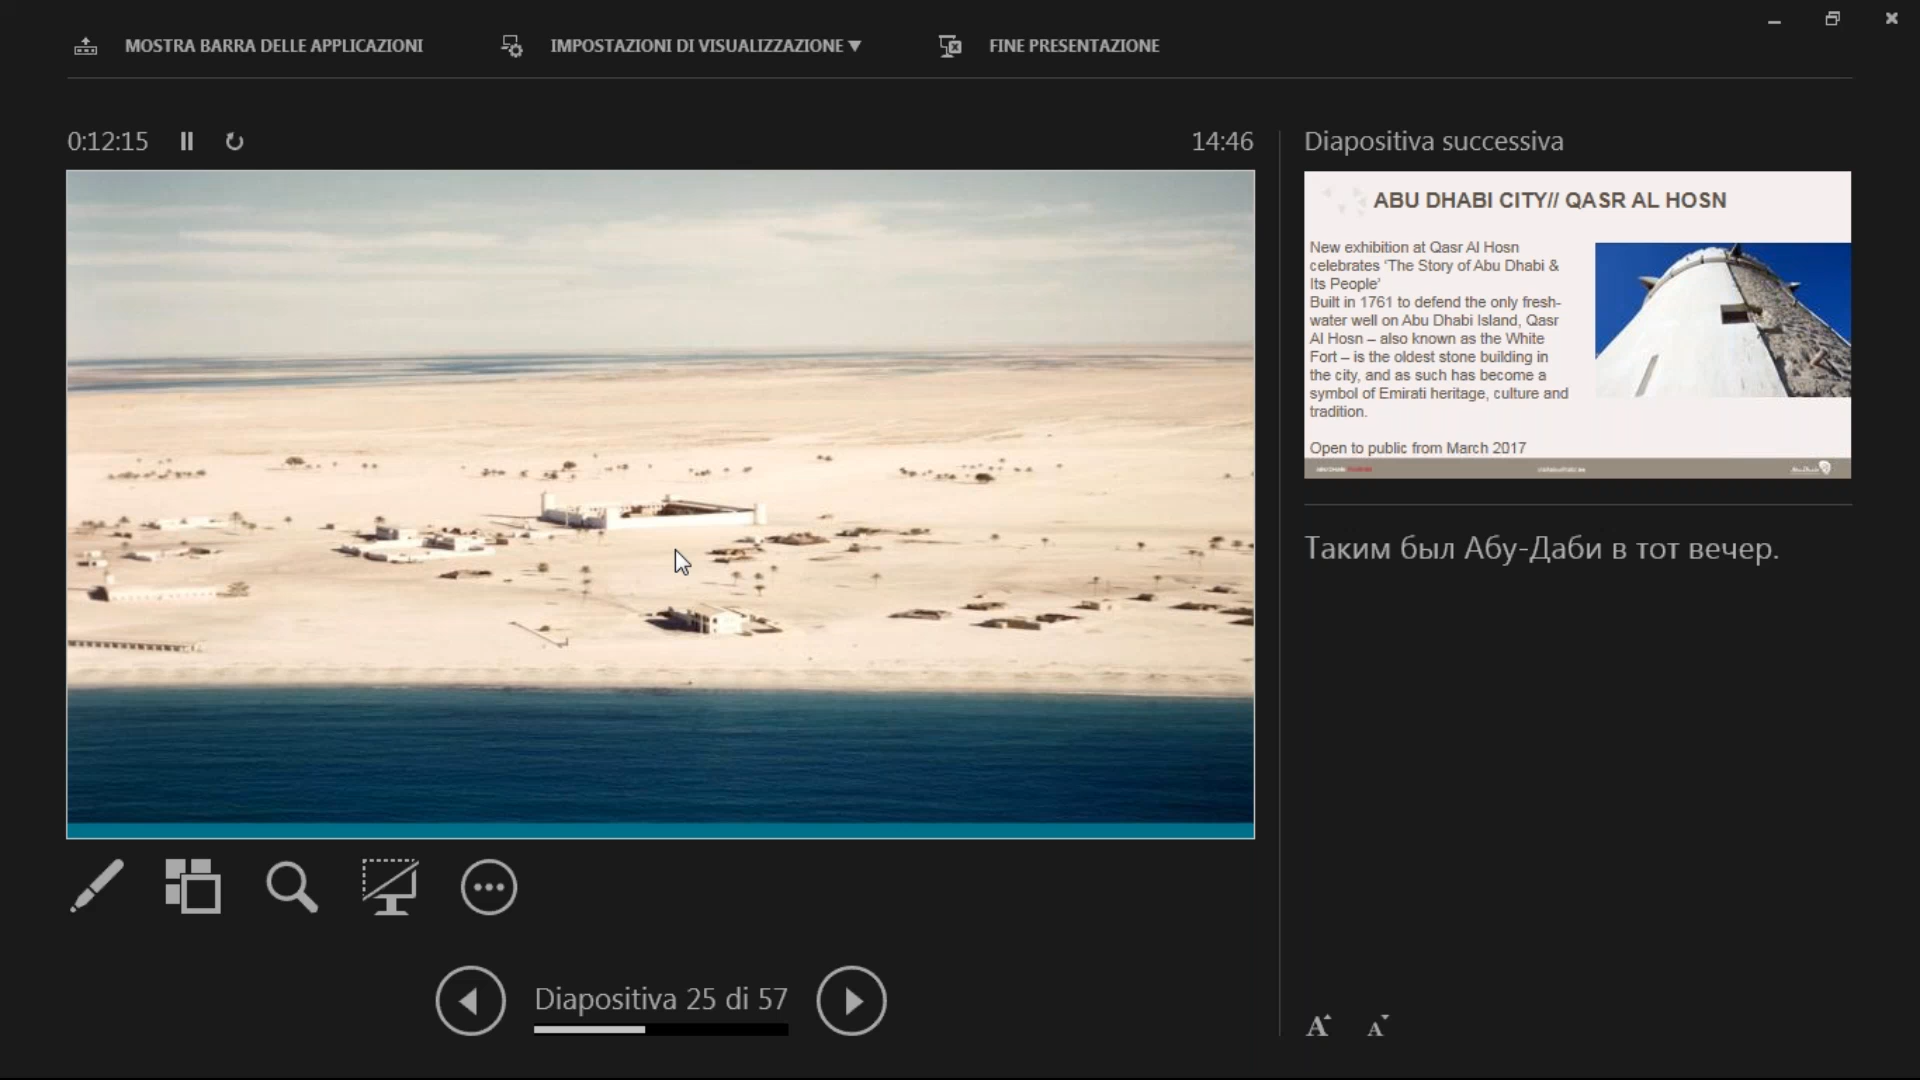 MOSTRA BARRA DELLE APPLICAZIONI
IMPOSTAZIONI DI VISUALIZZAZIONE ▼
FINE PRESENTAZIONE
0:12:15
14:46
Diapositiva successiva
ABU DHABI CITY// QASR AL HOSN
New exhibition at Qasr Al Hosn
celebrates 'The Story of Abu Dhabi &
Its People'
Built in 1761 to defend the only fresh-
water well on Abu Dhabi Island, Qasr
Al Hosn – also known as the White
Fort – is the oldest stone building in
the city, and as such has become a
symbol of Emirati heritage, culture and
tradition.
Open to public from March 2017
Таким был Абу-Даби в тот вечер.
Diapositiva 25 di 57
A
A